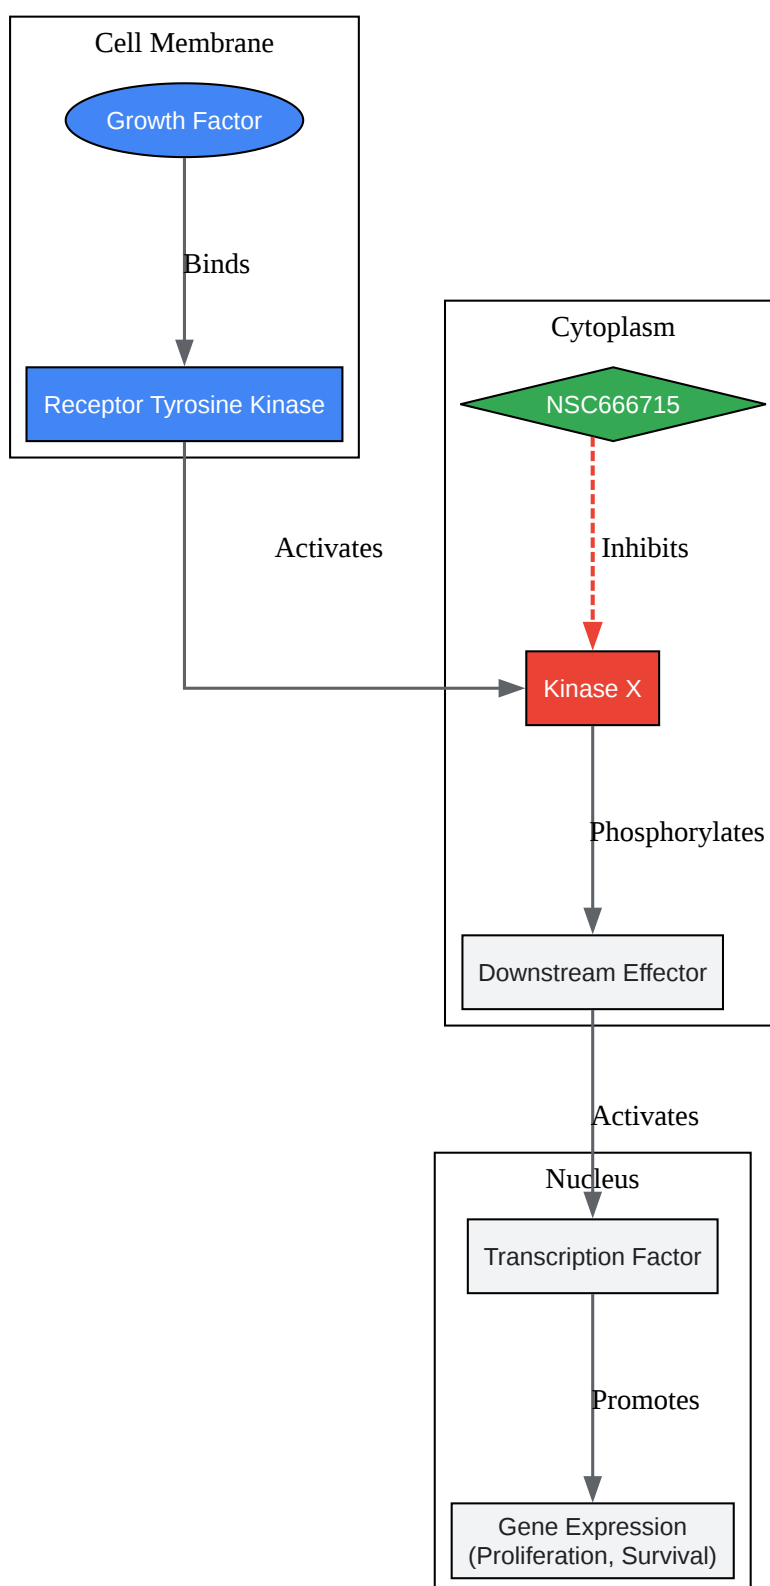 Cell Membrane
Growth Factor
Binds
Receptor Tyrosine Kinase
Activates
Cytoplasm
NSC666715
Inhibits
Kinase X
Phosphorylates
Downstream Effector
Activates
Nucleus
Transcription Factor
Promotes
Gene Expression
(Proliferation, Survival)